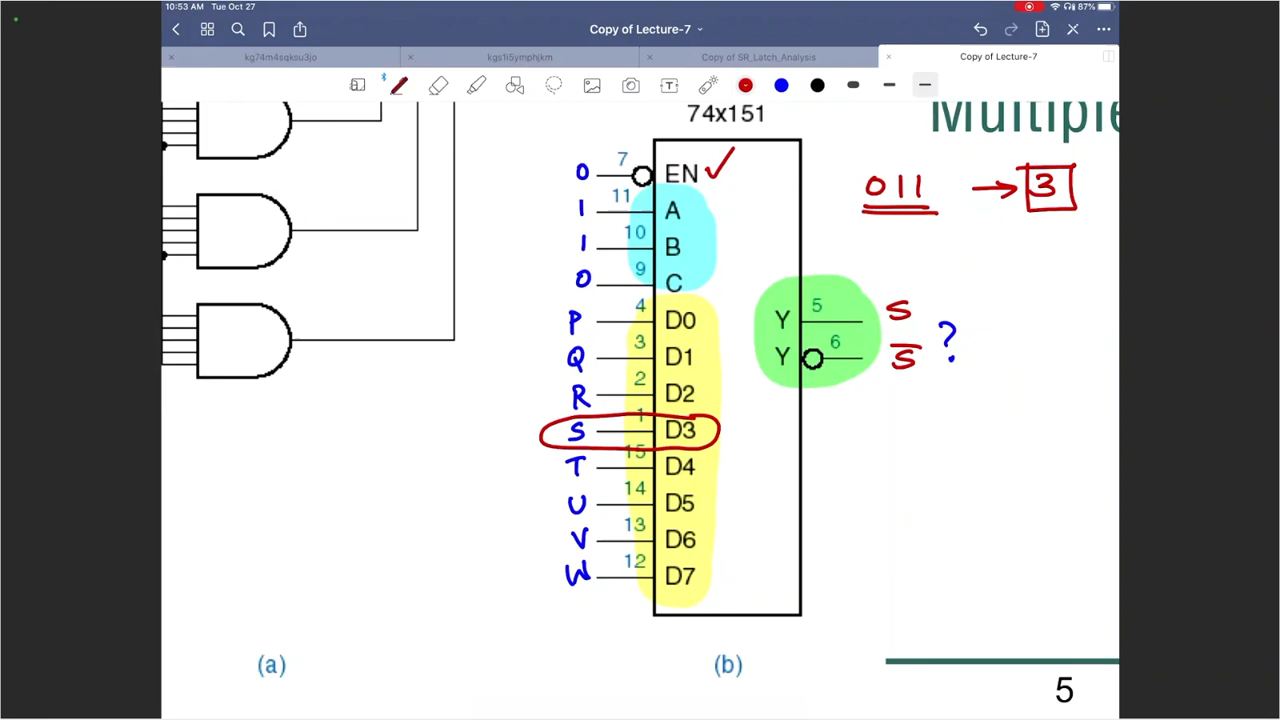 10:53 AM Tue Oct 27
87%
Copy of Lecture-7
kg74m4sqksu3jo
kgs1i5ymphjkm
Copy of SR_Latch_Analysis
Copy of Lecture-7
74x151
Multiple
0 7 EN ✓
1 11 A
1 10 B
0 9 C
P 4 D0
Q 3 D1
R 2 D2
S 1 D3
T 15 D4
U 14 D5
V 13 D6
W 12 D7
Y 5 S
Y 6 S̅
?
011 → 3
(a)
(b)
5